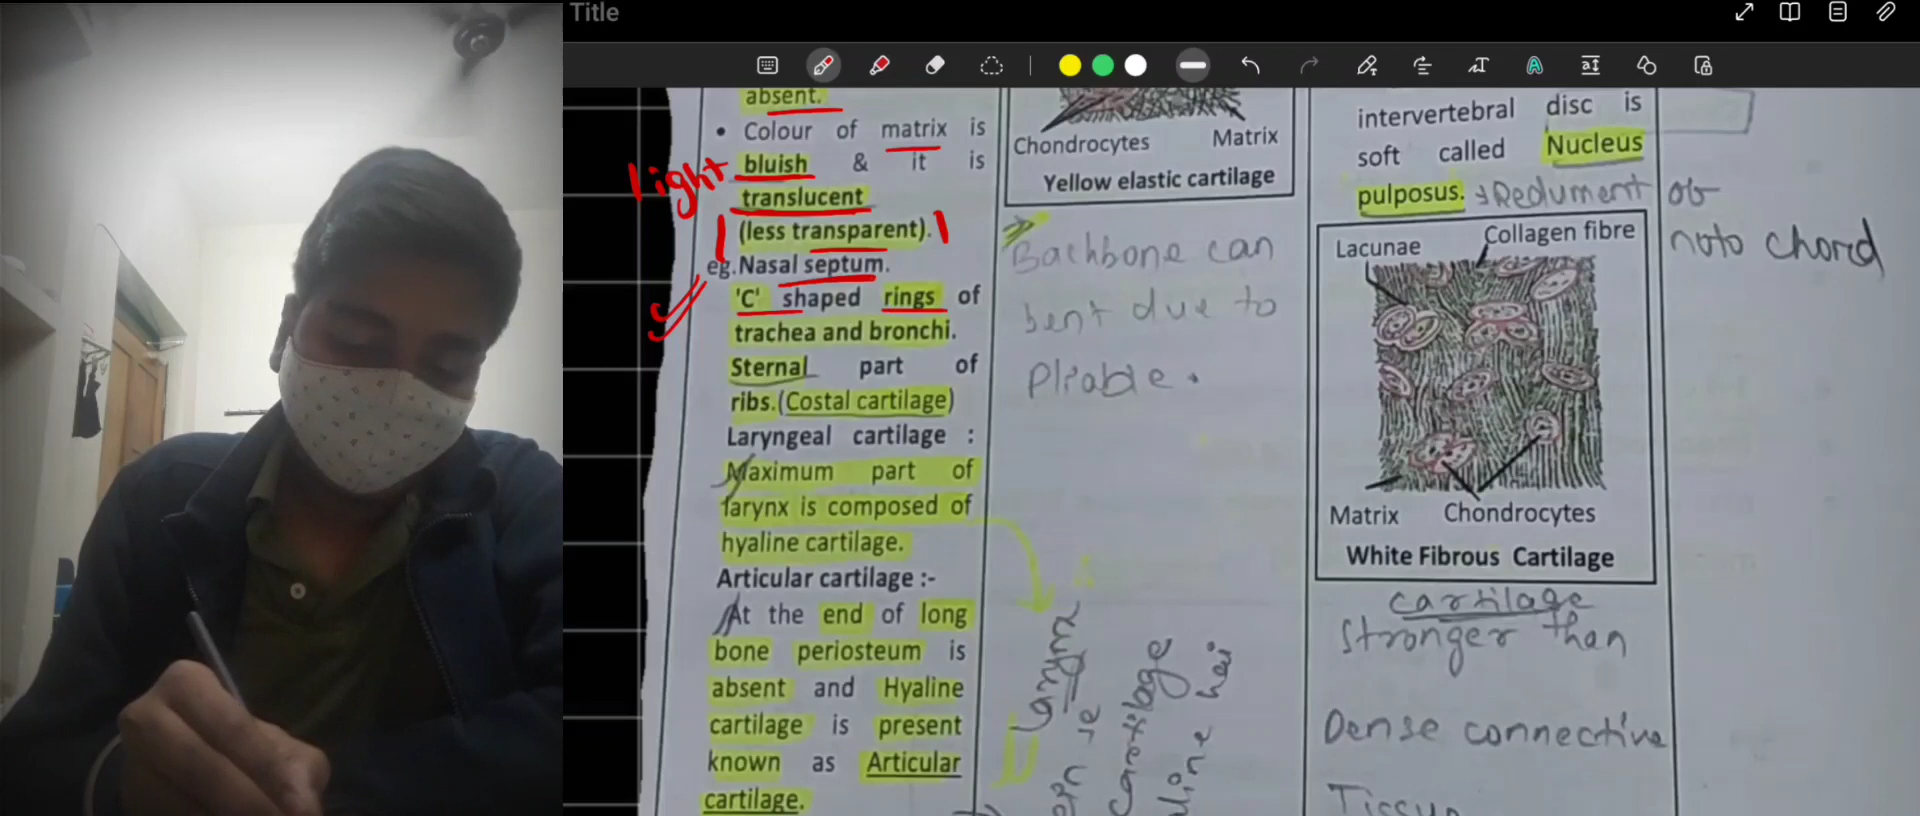 Title
absent.
• Colour of matrix is
light bluish & it is
translucent
(less transparent).
eg. Nasal septum.
'C' shaped rings of
trachea and bronchi.
Sternal part of
ribs.(Costal cartilage)
Laryngeal cartilage :
Maximum part of
larynx is composed of
hyaline cartilage.
Articular cartilage :-
At the end of long
bone periosteum is
absent and Hyaline
cartilage is present
known as Articular
cartilage.
Chondrocytes Matrix
Yellow elastic cartilage
Backbone can
bent due to
Pliable.
Larynx
cartilage
hai
intervertebral disc is
soft called Nucleus
pulposus. Redument of
noto chord
Lacunae Collagen fibre
Matrix Chondrocytes
White Fibrous Cartilage
cartilage
Stronger than
Dense connective